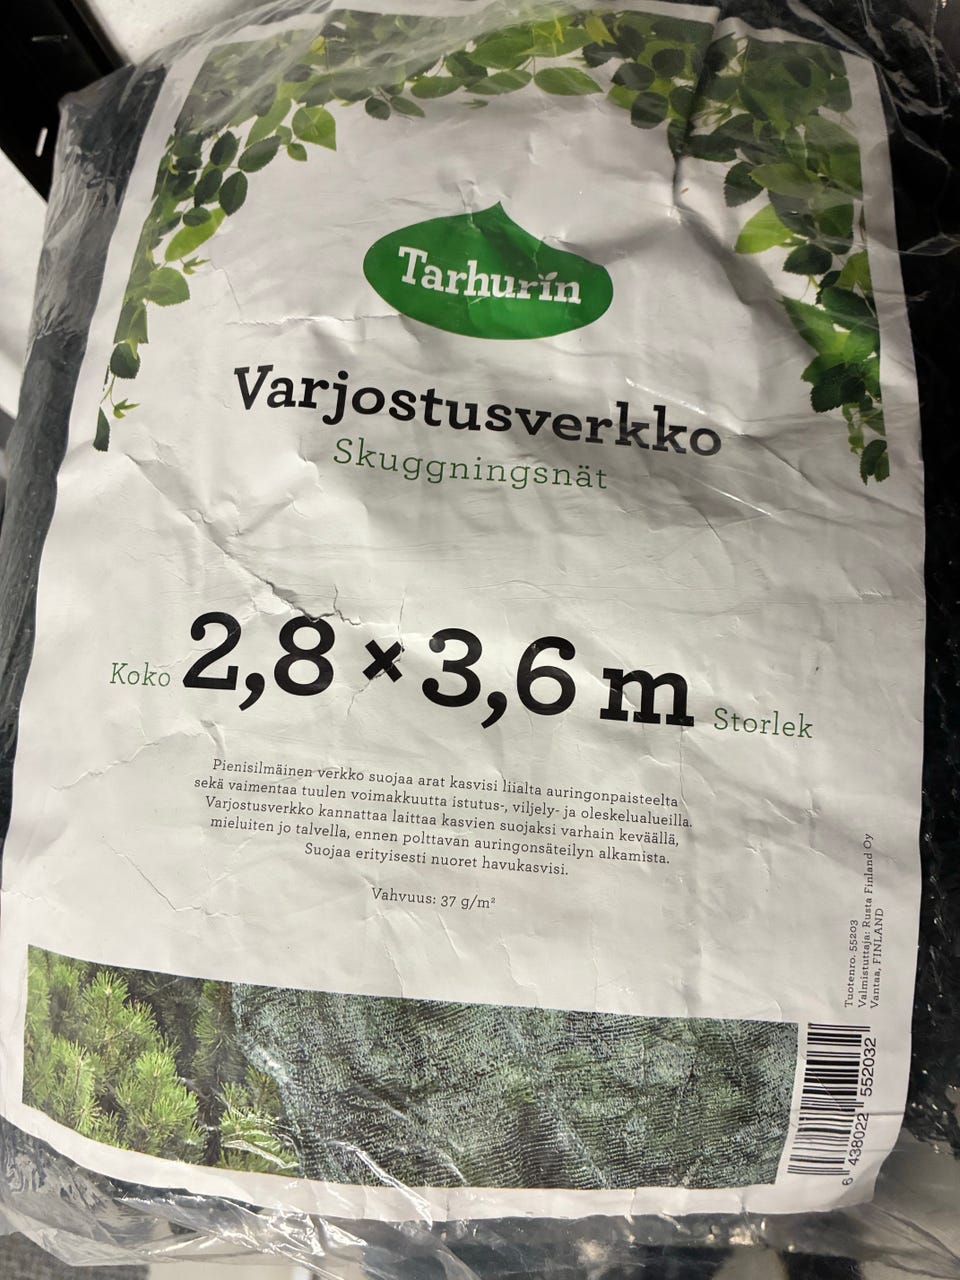 Tarhurin
Varjostusverkko
Skuggningsnät
Koko 2,8 × 3,6 m Storlek
Pienisilmäinen verkko suojaa arat kasvisi liialta auringonpaisteelta
sekä vaimentaa tuulen voimakkuutta istutus-, viljely- ja oleskelualueilla.
Varjostusverkko kannattaa laittaa kasvien suojaksi varhain keväällä,
mieluiten jo talvella, ennen polttavan auringonsäteilyn alkamista.
Suojaa erityisesti nuoret havukasvisi.
Vahvuus: 37 g/m²
Tuotenro. 55203
Valmistuttaja: Rusta Finland Oy
Vantaa, FINLAND
6 438022 552032